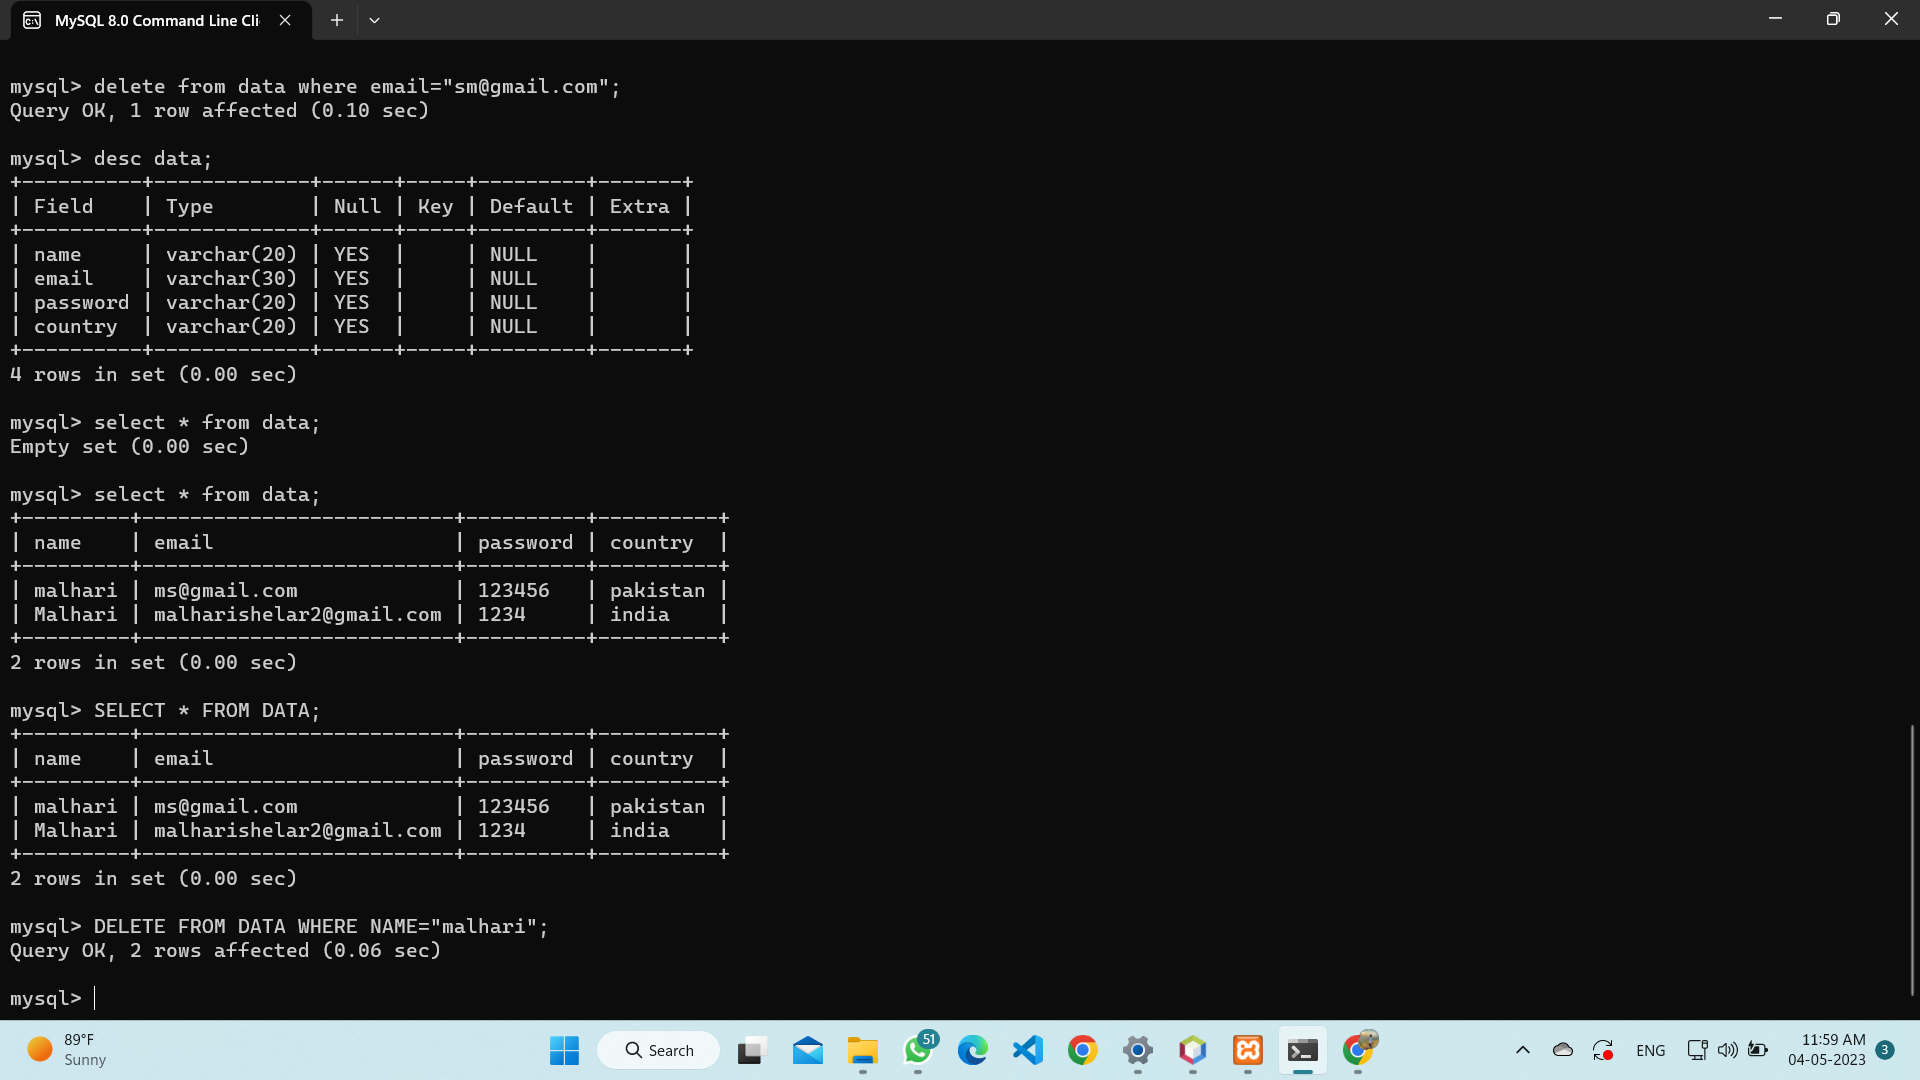 MySQL 8.0 Command Line Cli
mysql> delete from data where email="sm@gmail.com";
Query OK, 1 row affected (0.10 sec)
mysql> desc data;
+----------+-------------+------+-----+---------+-------+
| Field    | Type        | Null | Key | Default | Extra |
+----------+-------------+------+-----+---------+-------+
| name     | varchar(20) | YES  |     | NULL    |       |
| email    | varchar(30) | YES  |     | NULL    |       |
| password | varchar(20) | YES  |     | NULL    |       |
| country  | varchar(20) | YES  |     | NULL    |       |
+----------+-------------+------+-----+---------+-------+
4 rows in set (0.00 sec)
mysql> select * from data;
Empty set (0.00 sec)
mysql> select * from data;
+---------+--------------------------+----------+----------+
| name    | email                    | password | country  |
+---------+--------------------------+----------+----------+
| malhari | ms@gmail.com             | 123456   | pakistan |
| Malhari | malharishelar2@gmail.com | 1234     | india    |
+---------+--------------------------+----------+----------+
2 rows in set (0.00 sec)
mysql> SELECT * FROM DATA;
+---------+--------------------------+----------+----------+
| name    | email                    | password | country  |
+---------+--------------------------+----------+----------+
| malhari | ms@gmail.com             | 123456   | pakistan |
| Malhari | malharishelar2@gmail.com | 1234     | india    |
+---------+--------------------------+----------+----------+
2 rows in set (0.00 sec)
mysql> DELETE FROM DATA WHERE NAME="malhari";
Query OK, 2 rows affected (0.06 sec)
mysql>
89°F
Sunny
Search
51
ENG
11:59 AM
04-05-2023
3